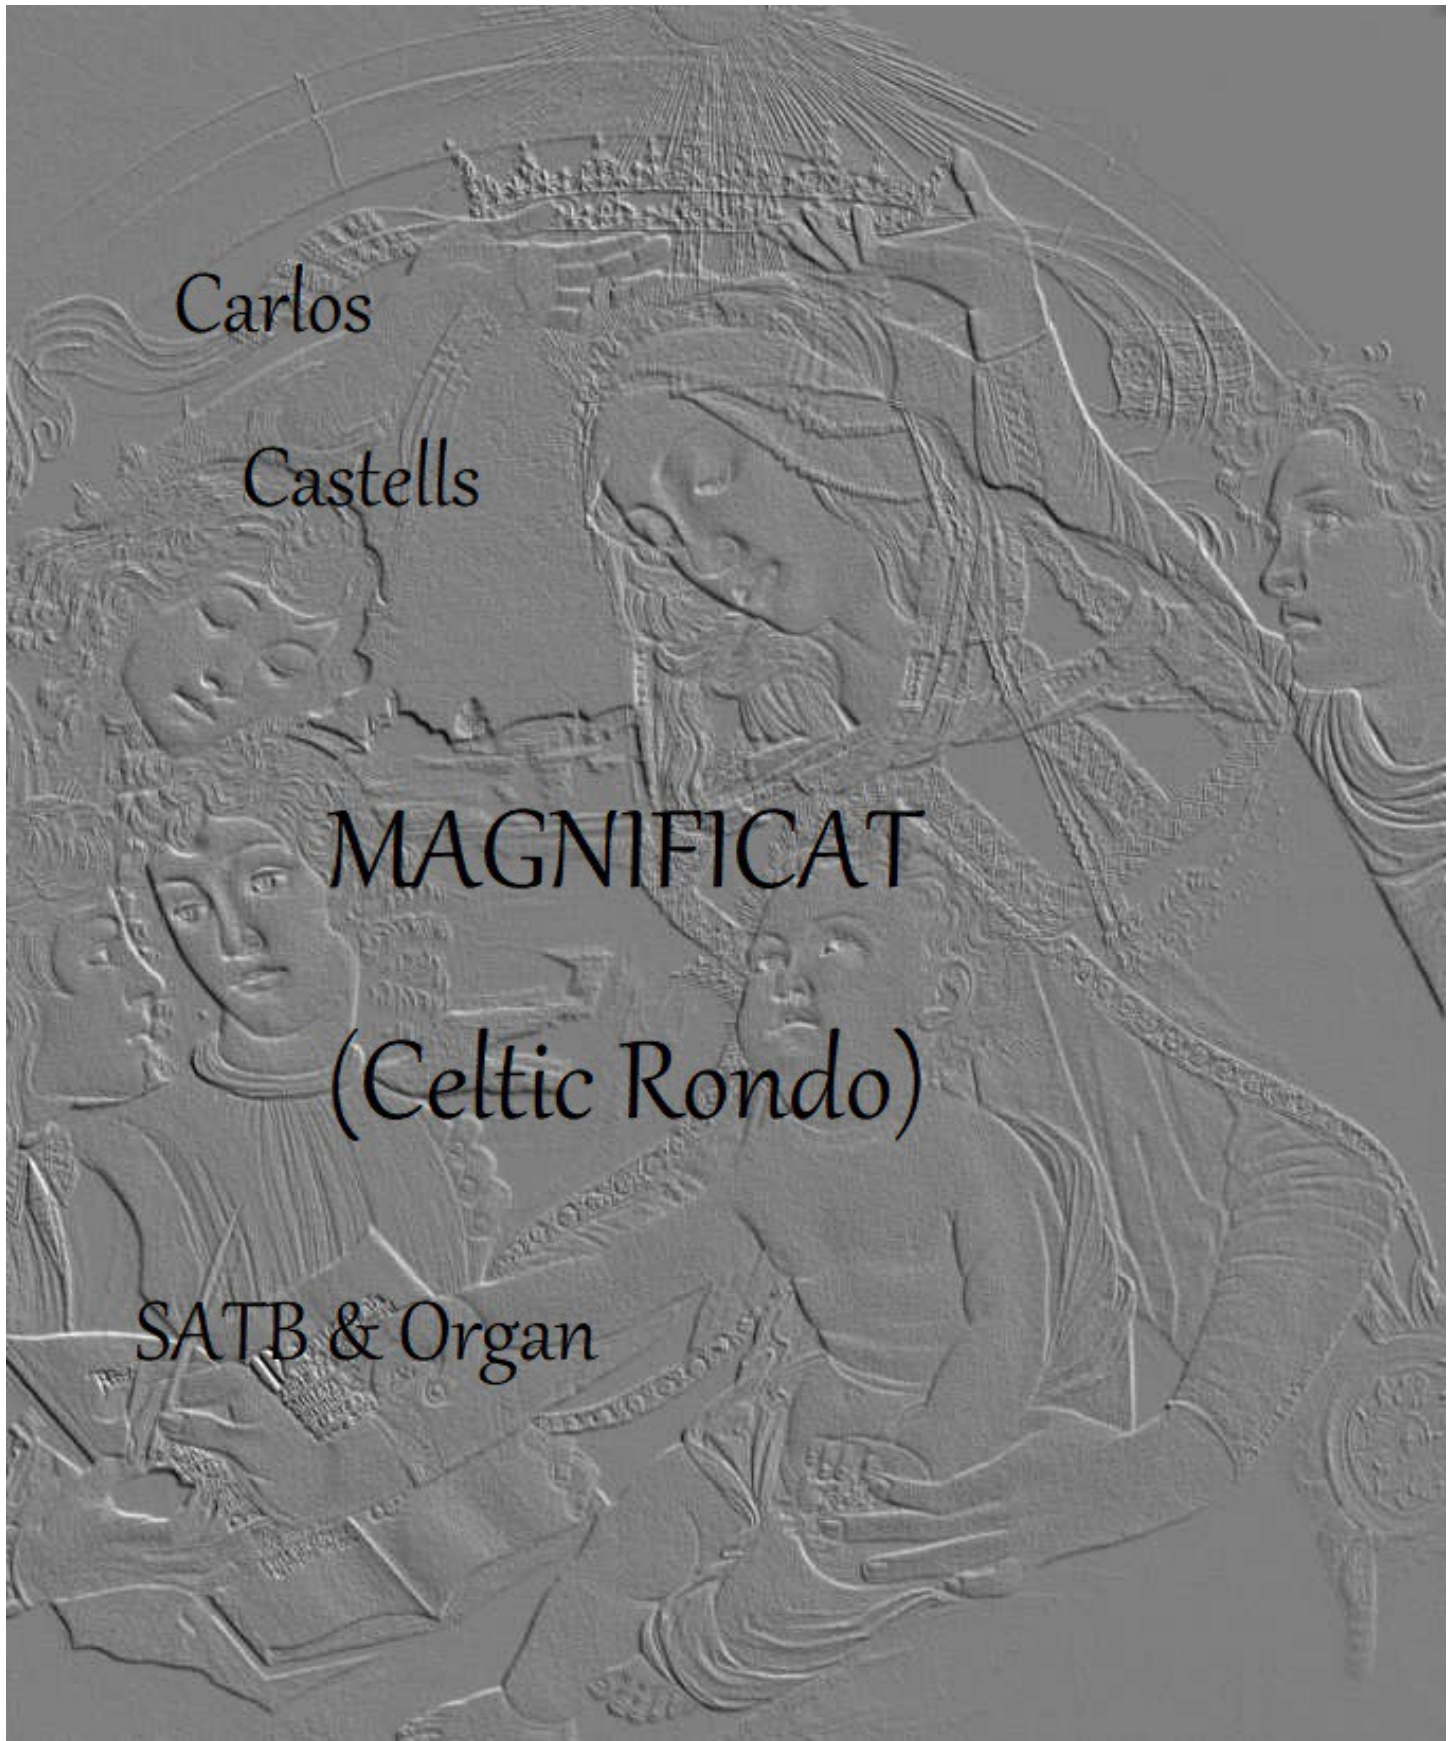 Carlos
Castells
MAGNIFICAT
(Celtic Rondo)
SATB & Organ